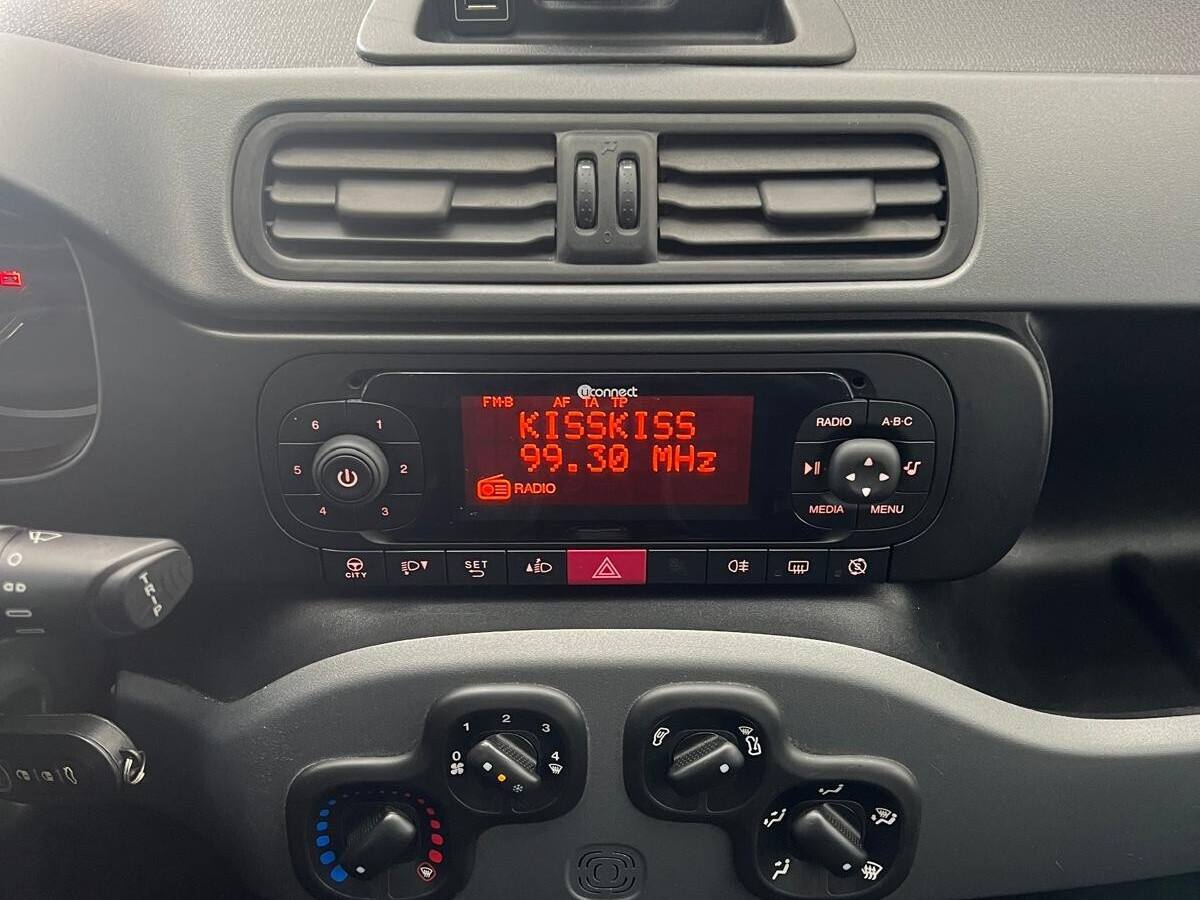 uconnect
FM-B AF TA TP
KISSKISS
99.30 MHz
RADIO
6 1
5 2
4 3
RADIO A·B·C
MEDIA MENU
CITY
SET
TRIP
0 1 2 3 4
0